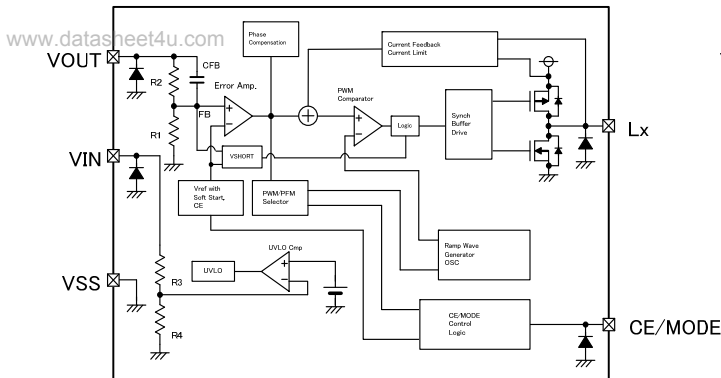 www.datasheet4u.com
Phase
Compensation
Current Feedback
Current Limit
VOUT
CFB
R2
Error Amp.
FB
PWM
Comparator
Logic
Synch
Buffer
Drive
Lx
R1
VSHORT
VIN
Vref with
Soft Start,
CE
PWM/PFM
Selector
Ramp Wave
Generator
OSC
UVLO Cmp
UVLO
VSS
R3
R4
CE/MODE
Control
Logic
CE/MODE